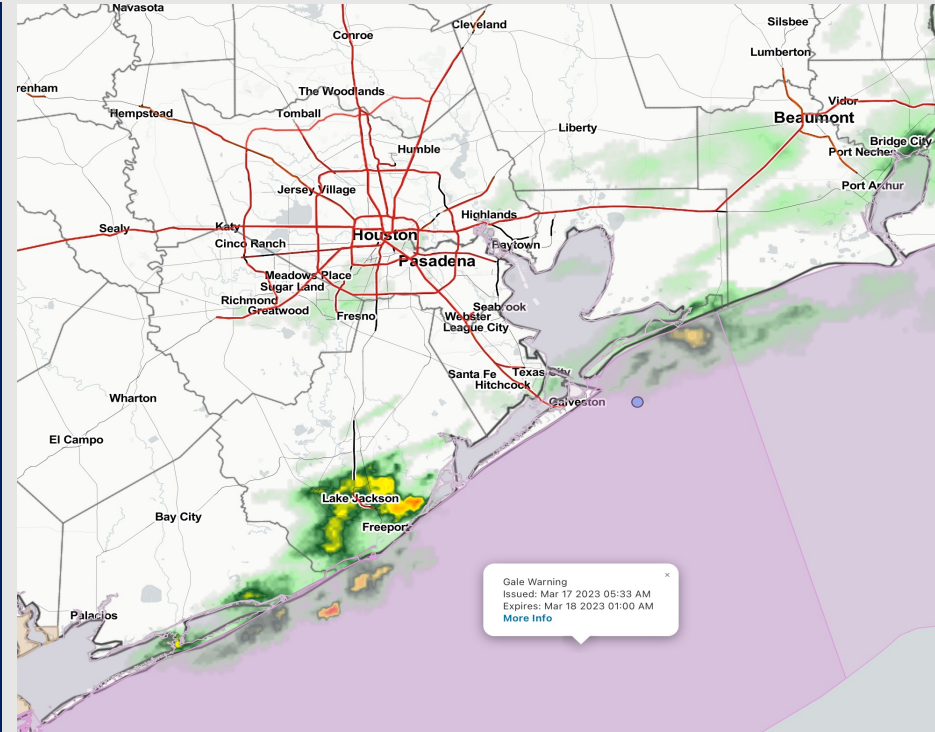 Navasota
Cleveland
Silsbee
Conroe
Lumberton
renham
The Woodlands
Vidor
Hempstead
Tomball
Beaumont
Liberty
Bridge City
Humble
Port Neches
Port Arthur
Jersey Village
Highlands
Sealy
Katy
Houston
Cinco Ranch
Baytown
Pasadena
Meadows Place
Sugar Land
Richmond
Greatwood
Seabrook
Fresno
Webster
League City
Santa Fe
Texas City
Hitchcock
Wharton
Galveston
El Campo
Lake Jackson
Bay City
Freeport
Palacios
×
Gale Warning
Issued: Mar 17 2023 05:33 AM
Expires: Mar 18 2023 01:00 AM
More Info